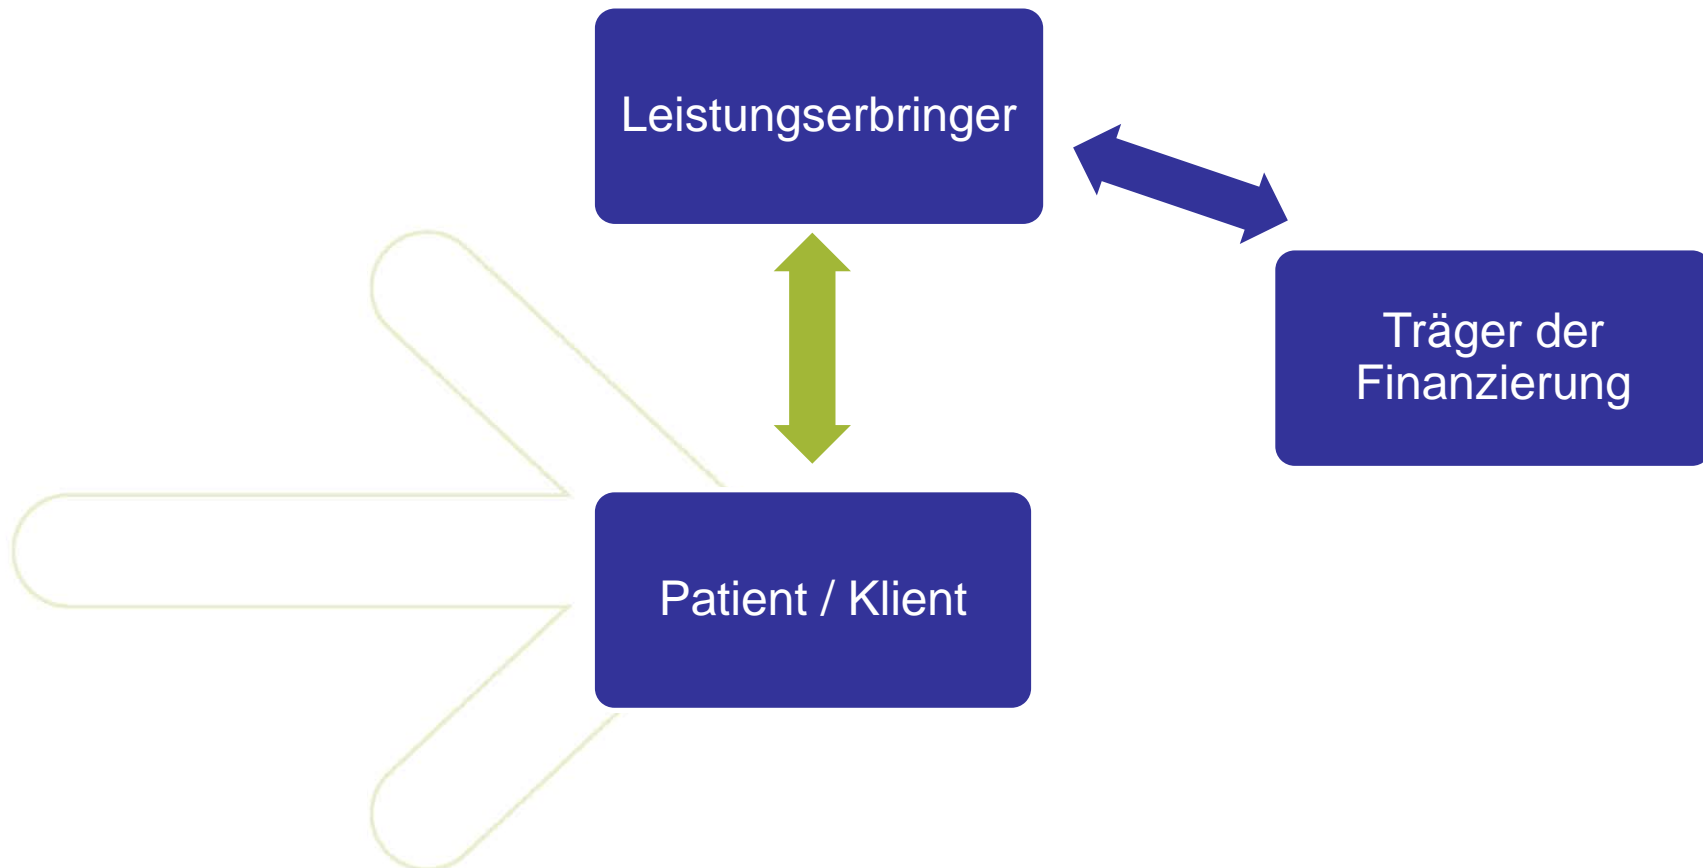 Leistungserbringer
Träger der
Finanzierung
Patient / Klient